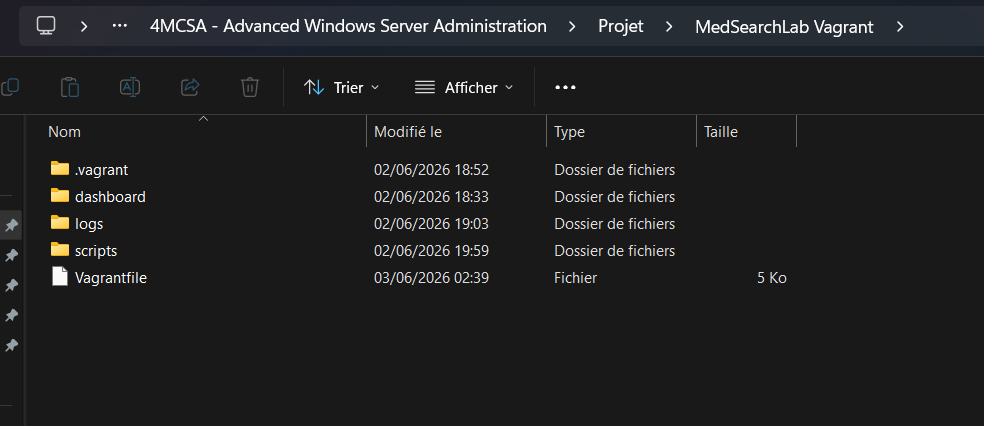 ··· 4MCSA - Advanced Windows Server Administration > Projet > MedSearchLab Vagrant >
Trier Afficher ···
Nom Modifié le Type Taille
.vagrant 02/06/2026 18:52 Dossier de fichiers
dashboard 02/06/2026 18:33 Dossier de fichiers
logs 02/06/2026 19:03 Dossier de fichiers
scripts 02/06/2026 19:59 Dossier de fichiers
Vagrantfile 03/06/2026 02:39 Fichier 5 Ko